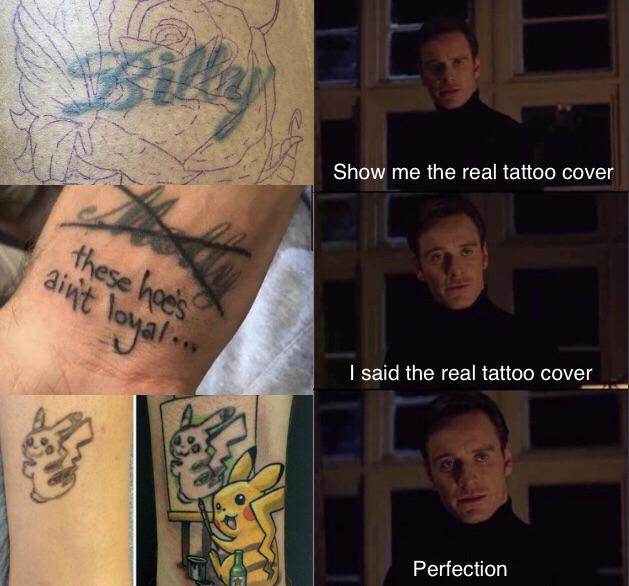 Billy
Show me the real tattoo cover
these hoe's
ain't loyal...
I said the real tattoo cover
Perfection